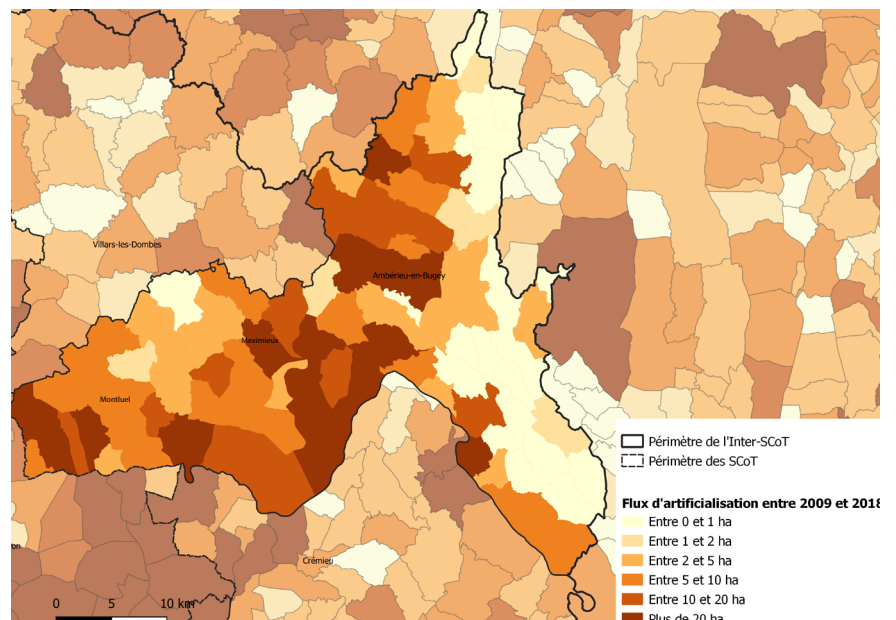 Villars-les-Dombes
Ambérieu-en-Bugey
Meximieux
Montluel
Crémieu
on
0 5 10 km
Périmètre de l'Inter-SCoT
Périmètre des SCoT
Flux d'artificialisation entre 2009 et 2018
Entre 0 et 1 ha
Entre 1 et 2 ha
Entre 2 et 5 ha
Entre 5 et 10 ha
Entre 10 et 20 ha
Plus de 20 ha